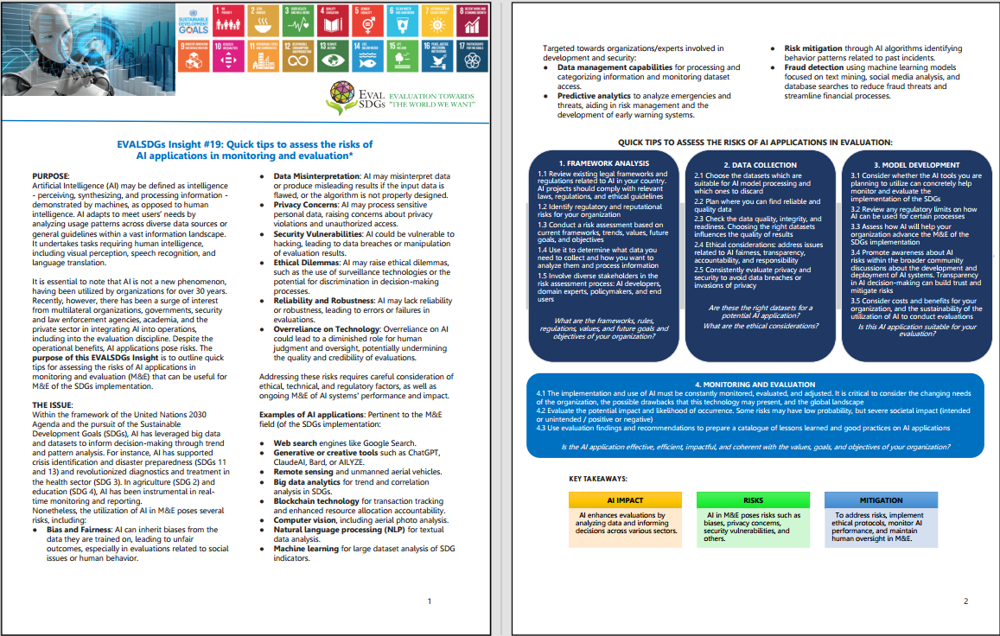 SUSTAINABLE
DEVELOPMENT
GOALS
1 NO POVERTY
2 ZERO HUNGER
3 GOOD HEALTH AND WELL-BEING
4 QUALITY EDUCATION
5 GENDER EQUALITY
6 CLEAN WATER AND SANITATION
8 DECENT WORK AND ECONOMIC GROWTH
9
10 REDUCED INEQUALITIES
11
12
13 CLIMATE ACTION
14 LIFE BELOW WATER
15 LIFE ON LAND
16
17
EVAL
SDGs
EVALUATION TOWARDS
"THE WORLD WE WANT"
EVALSDGs Insight #19: Quick tips to assess the risks of
AI applications in monitoring and evaluation*
PURPOSE:
Artificial Intelligence (AI) may be defined as intelligence
- perceiving, synthesizing, and processing information -
demonstrated by machines, as opposed to human
intelligence. AI adapts to meet users' needs by
analyzing usage patterns across diverse data sources or
general guidelines within a vast information landscape.
It undertakes tasks requiring human intelligence,
including visual perception, speech recognition, and
language translation.
It is essential to note that AI is not a new phenomenon,
having been utilized by organizations for over 30 years.
Recently, however, there has been a surge of interest
from multilateral organizations, governments, security
and law enforcement agencies, academia, and the
private sector in integrating AI into operations,
including into the evaluation discipline. Despite the
operational benefits, AI applications pose risks. The
purpose of this EVALSDGs Insight is to outline quick
tips for assessing the risks of AI applications in
monitoring and evaluation (M&E) that can be useful for
M&E of the SDGs implementation.
THE ISSUE:
Within the framework of the United Nations 2030
Agenda and the pursuit of the Sustainable
Development Goals (SDGs), AI has leveraged big data
and datasets to inform decision-making through trend
and pattern analysis. For instance, AI has supported
crisis identification and disaster preparedness (SDGs 11
and 13) and revolutionized diagnostics and treatment in
the health sector (SDG 3). In agriculture (SDG 2) and
education (SDG 4), AI has been instrumental in real-
time monitoring and reporting.
Nonetheless, the utilization of AI in M&E poses several
risks, including:
● Bias and Fairness: AI can inherit biases from the
data they are trained on, leading to unfair
outcomes, especially in evaluations related to social
issues or human behavior.
● Data Misinterpretation: AI may misinterpret data
or produce misleading results if the input data is
flawed, or the algorithm is not properly designed.
● Privacy Concerns: AI may process sensitive
personal data, raising concerns about privacy
violations and unauthorized access.
● Security Vulnerabilities: AI could be vulnerable to
hacking, leading to data breaches or manipulation
of evaluation results.
● Ethical Dilemmas: AI may raise ethical dilemmas,
such as the use of surveillance technologies or the
potential for discrimination in decision-making
processes.
● Reliability and Robustness: AI may lack reliability
or robustness, leading to errors or failures in
evaluations.
● Overreliance on Technology: Overreliance on AI
could lead to a diminished role for human
judgment and oversight, potentially undermining
the quality and credibility of evaluations.
Addressing these risks requires careful consideration of
ethical, technical, and regulatory factors, as well as
ongoing M&E of AI systems' performance and impact.
Examples of AI applications: Pertinent to the M&E
field (of the SDGs implementation:
● Web search engines like Google Search.
● Generative or creative tools such as ChatGPT,
ClaudeAI, Bard, or AILYZE.
● Remote sensing and unmanned aerial vehicles.
● Big data analytics for trend and correlation
analysis in SDGs.
● Blockchain technology for transaction tracking
and enhanced resource allocation accountability.
● Computer vision, including aerial photo analysis.
● Natural language processing (NLP) for textual
data analysis.
● Machine learning for large dataset analysis of SDG
indicators.
1
Targeted towards organizations/experts involved in
development and security:
● Data management capabilities for processing and
categorizing information and monitoring dataset
access.
● Predictive analytics to analyze emergencies and
threats, aiding in risk management and the
development of early warning systems.
● Risk mitigation through AI algorithms identifying
behavior patterns related to past incidents.
● Fraud detection using machine learning models
focused on text mining, social media analysis, and
database searches to reduce fraud threats and
streamline financial processes.
QUICK TIPS TO ASSESS THE RISKS OF AI APPLICATIONS IN EVALUATION:
1. FRAMEWORK ANALYSIS
1.1 Review existing legal frameworks and
regulations related to AI in your country.
AI projects should comply with relevant
laws, regulations, and ethical guidelines
1.2 Identify regulatory and reputational
risks for your organization
1.3 Conduct a risk assessment based on
current frameworks, trends, values, future
goals, and objectives
1.4 Use it to determine what data you
need to collect and how you want to
analyze them and process information
1.5 Involve diverse stakeholders in the
risk assessment process: AI developers,
domain experts, policymakers, and end
users
What are the frameworks, rules,
regulations, values, and future goals and
objectives of your organization?
2. DATA COLLECTION
2.1 Choose the datasets which are
suitable for AI model processing and
which ones to discard
2.2 Plan where you can find reliable and
quality data
2.3 Check the data quality, integrity, and
readiness. Choosing the right datasets
influences the quality of results
2.4 Ethical considerations: address issues
related to AI fairness, transparency,
accountability, and responsibility
2.5 Consistently evaluate privacy and
security to avoid data breaches or
invasions of privacy
Are these the right datasets for a
potential AI application?
What are the ethical considerations?
3. MODEL DEVELOPMENT
3.1 Consider whether the AI tools you are
planning to utilize can concretely help
monitor and evaluate the
implementation of the SDGs
3.2 Review any regulatory limits on how
AI can be used for certain processes
3.3 Assess how AI will help your
organization advance the M&E of the
SDGs implementation
3.4 Promote awareness about AI
risks within the broader community
discussions about the development and
deployment of AI systems. Transparency
in AI decision-making can build trust and
mitigate risks
3.5 Consider costs and benefits for your
organization, and the sustainability of the
utilization of AI to conduct evaluations
Is this AI application suitable for your
evaluation?
4. MONITORING AND EVALUATION
4.1 The implementation and use of AI must be constantly monitored, evaluated, and adjusted. It is critical to consider the changing needs
of the organization, the possible drawbacks that this technology may present, and the global landscape
4.2 Evaluate the potential impact and likelihood of occurrence. Some risks may have low probability, but severe societal impact (intended
or unintended / positive or negative)
4.3 Use evaluation findings and recommendations to prepare a catalogue of lessons learned and good practices on AI applications
Is the AI application effective, efficient, impactful, and coherent with the values, goals, and objectives of your organization?
KEY TAKEAWAYS:
AI IMPACT
AI enhances evaluations by
analyzing data and informing
decisions across various sectors.
RISKS
AI in M&E poses risks such as
biases, privacy concerns,
security vulnerabilities, and
others.
MITIGATION
To address risks, implement
ethical protocols, monitor AI
performance, and maintain
human oversight in M&E.
2